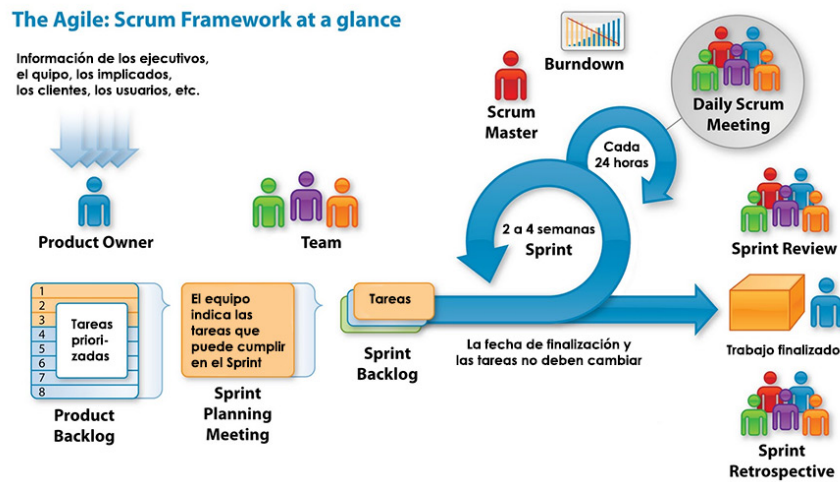 The Agile: Scrum Framework at a glance
Información de los ejecutivos,
el quipo, los implicados,
los clientes, los usuarios, etc.
Product Owner
Team
Scrum
Master
Burndown
Daily Scrum
Meeting
Cada
24 horas
2 a 4 semanas
Sprint
Sprint Review
1
2
3
4
5
6
7
8
Tareas
priori-
zadas
Product
Backlog
El equipo
indica las
tareas que
puede cumplir
en el Sprint
Sprint
Planning
Meeting
Tareas
Sprint
Backlog
La fecha de finalización y
las tareas no deben cambiar
Trabajo finalizado
Sprint
Retrospective